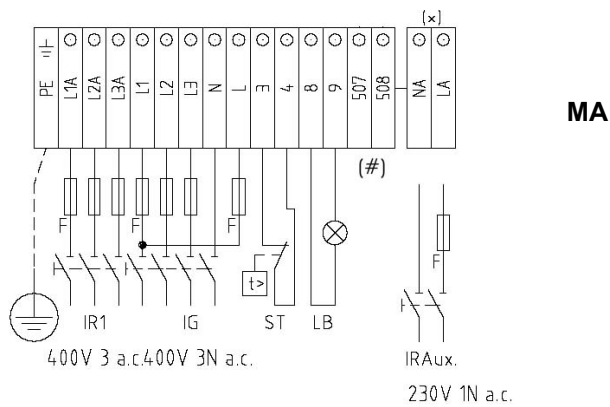 (x)
PE L1A L2A L3A L1 L2 L3 N L 3 4 8 9 507 508 NA LA
MA
(#)
F F F F
t>
IR1 IG ST LB
400V 3 a.c.400V 3N a.c.
IRAux.
230V 1N a.c.